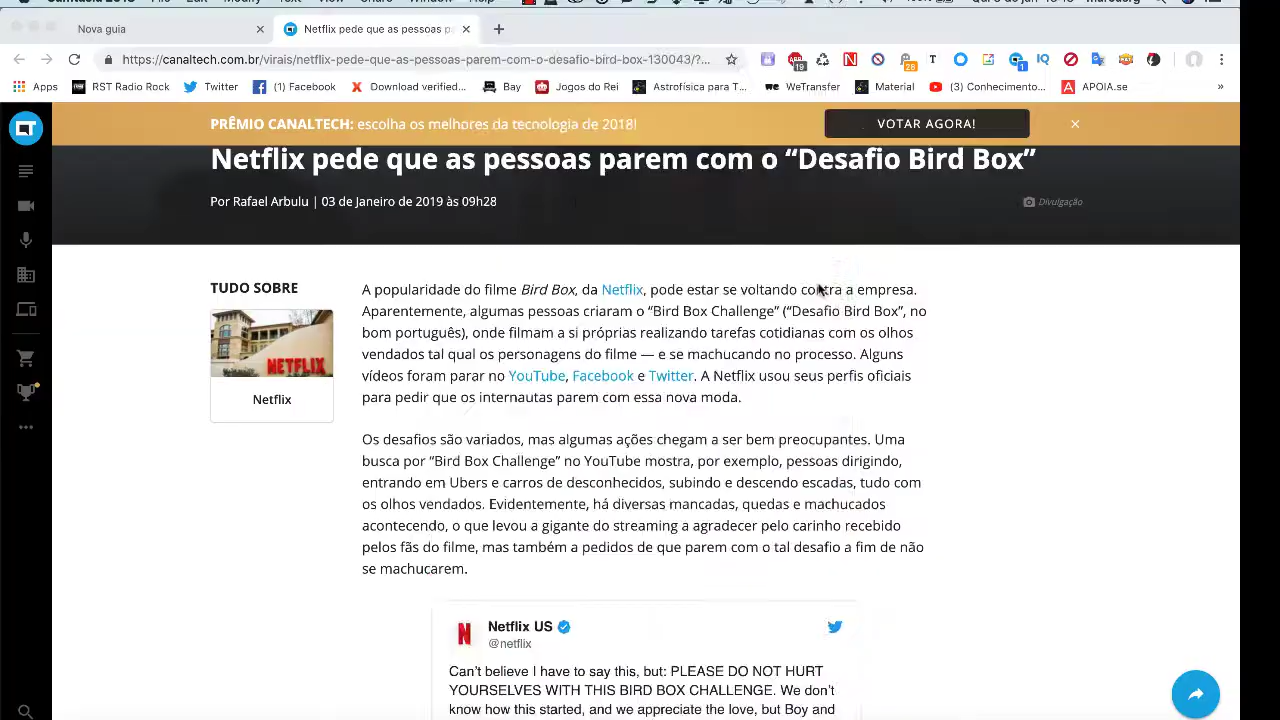 Nova guia
Netflix pede que as pessoas pa
https://canaltech.com.br/virais/netflix-pede-que-as-pessoas-parem-com-o-desafio-bird-box-130043/?...
19
28
1
Apps
RST Radio Rock
Twitter
(1) Facebook
Download verified...
Bay
Jogos do Rei
Astrofísica para T...
WeTransfer
Material
(3) Conhecimento...
APOIA.se
»
PRÊMIO CANALTECH: escolha os melhores da tecnologia de 2018!
VOTAR AGORA!
Netflix pede que as pessoas parem com o “Desafio Bird Box”
Por Rafael Arbulu | 03 de Janeiro de 2019 às 09h28
Divulgação
TUDO SOBRE
NETFLIX
Netflix
A popularidade do filme Bird Box, da Netflix, pode estar se voltando contra a empresa.
Aparentemente, algumas pessoas criaram o “Bird Box Challenge” (“Desafio Bird Box”, no
bom português), onde filmam a si próprias realizando tarefas cotidianas com os olhos
vendados tal qual os personagens do filme — e se machucando no processo. Alguns
vídeos foram parar no YouTube, Facebook e Twitter. A Netflix usou seus perfis oficiais
para pedir que os internautas parem com essa nova moda.
Os desafios são variados, mas algumas ações chegam a ser bem preocupantes. Uma
busca por “Bird Box Challenge” no YouTube mostra, por exemplo, pessoas dirigindo,
entrando em Ubers e carros de desconhecidos, subindo e descendo escadas, tudo com
os olhos vendados. Evidentemente, há diversas mancadas, quedas e machucados
acontecendo, o que levou a gigante do streaming a agradecer pelo carinho recebido
pelos fãs do filme, mas também a pedidos de que parem com o tal desafio a fim de não
se machucarem.
Netflix US
@netflix
Can’t believe I have to say this, but: PLEASE DO NOT HURT
YOURSELVES WITH THIS BIRD BOX CHALLENGE. We don’t
know how this started, and we appreciate the love, but Boy and